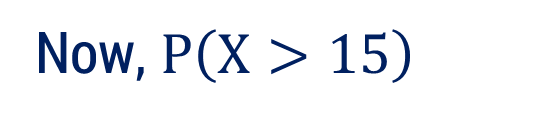 Now, P(X > 15)